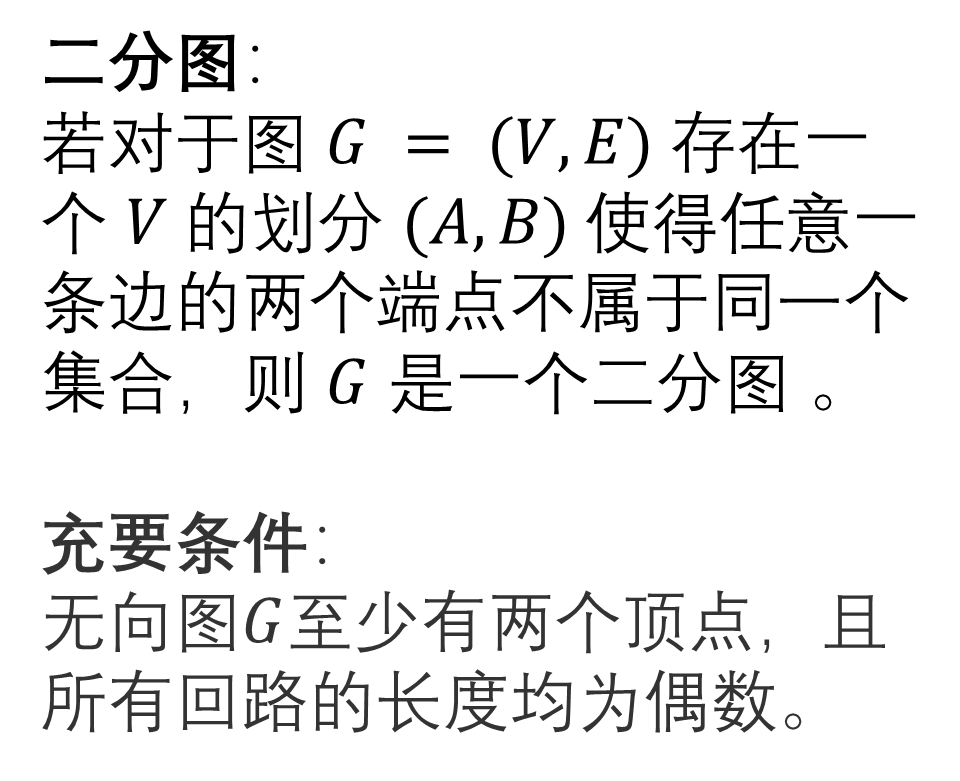 二分图:
若对于图 G = (V,E) 存在一
个 V 的划分 (A,B) 使得任意一
条边的两个端点不属于同一个
集合, 则 G 是一个二分图 。
充要条件:
无向图G至少有两个顶点, 且
所有回路的长度均为偶数。